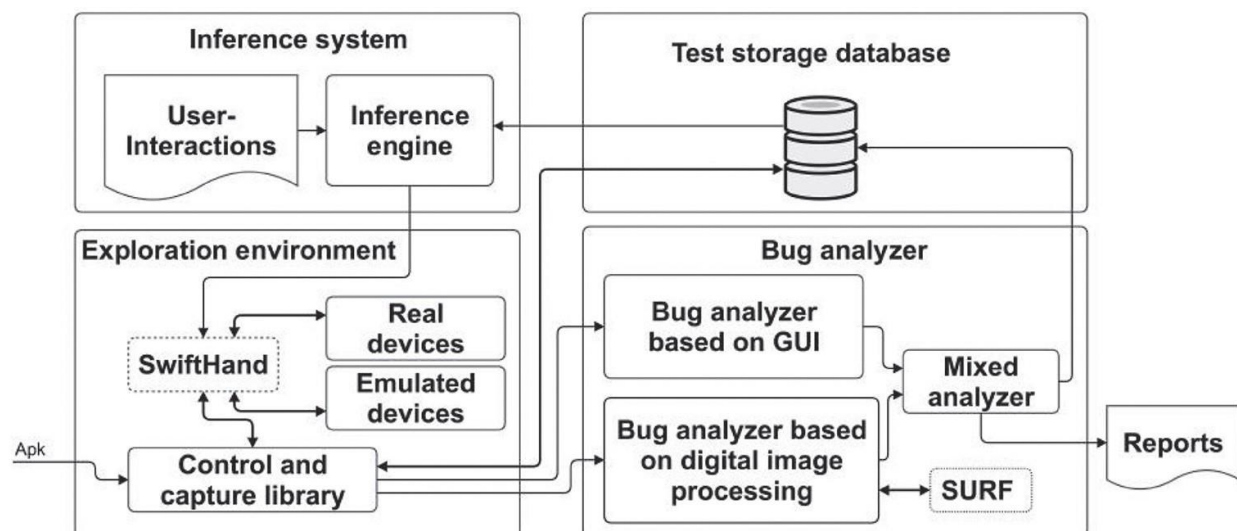 Inference system
User-
Interactions
Inference
engine
Test storage database
Exploration environment
SwiftHand
Real
devices
Emulated
devices
Apk
Control and
capture library
Bug analyzer
Bug analyzer
based on GUI
Bug analyzer based
on digital image
processing
Mixed
analyzer
SURF
Reports